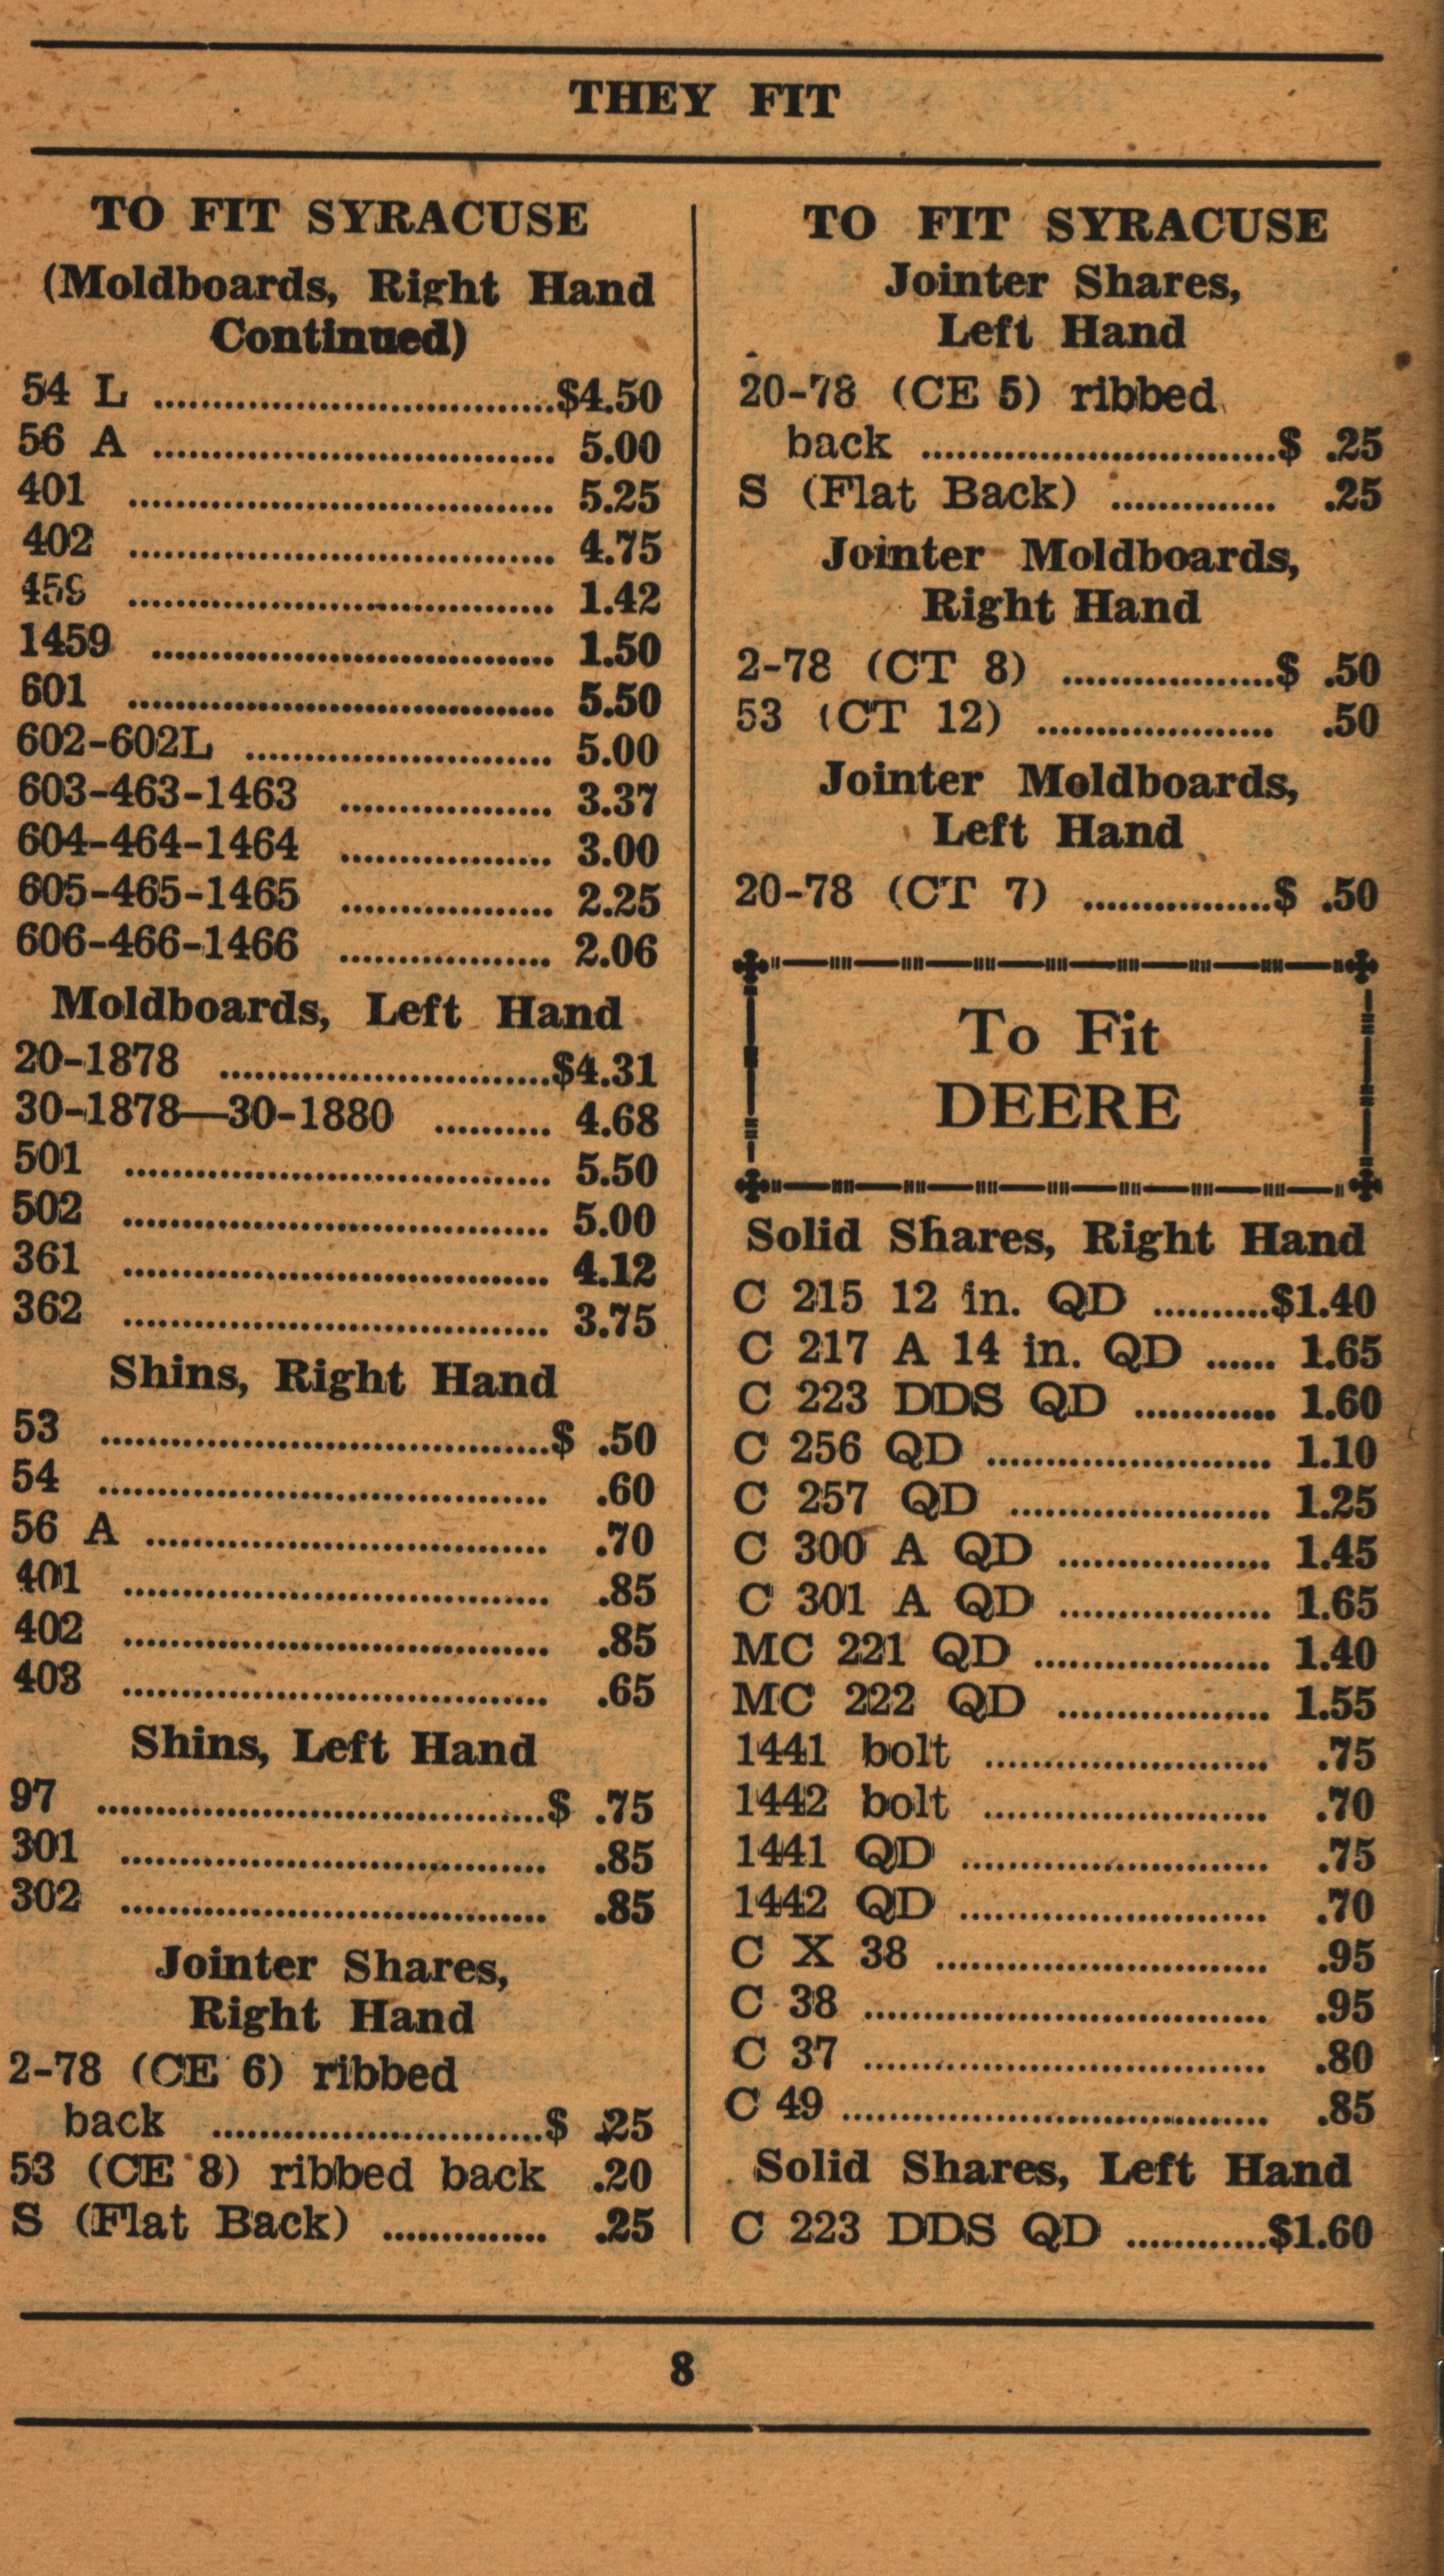 THEY FIT
TO FIT SYRACUSE
(Moldboards, Right Hand
Continued)
54 L ..................................$4.50
56 A .................................. 5.00
401 .................................... 5.25
402 .................................... 4.75
459 .................................... 1.42
1459 .................................. 1.50
601 .................................... 5.50
602-602L .......................... 5.00
603-463-1463 .................. 3.37
604-464-1464 .................. 3.00
605-465-1465 .................. 2.25
606-466-1466 .................. 2.06
Moldboards, Left Hand
20-1878 ............................$4.31
30-1878—30-1880 .......... 4.68
501 .................................... 5.50
502 .................................... 5.00
361 .................................... 4.12
362 .................................... 3.75
Shins, Right Hand
53 ......................................$ .50
54 ...................................... .60
56 A .................................. .70
401 .................................... .85
402 .................................... .85
403 .................................... .65
Shins, Left Hand
97 ......................................$ .75
301 .................................... .85
302 .................................... .85
Jointer Shares,
Right Hand
2-78 (CE 6) ribbed
back ............................$ .25
53 (CE 8) ribbed back .20
S (Flat Back) .............. .25
TO FIT SYRACUSE
Jointer Shares,
Left Hand
20-78 (CE 5) ribbed
back ..............................$ .25
S (Flat Back) .............. .25
Jointer Moldboards,
Right Hand
2-78 (CT 8) ..................$ .50
53 (CT 12) .................... .50
Jointer Moldboards,
Left Hand
20-78 (CT 7) ................$ .50
To Fit
DEERE
Solid Shares, Right Hand
C 215 12 in. QD ..........$1.40
C 217 A 14 in. QD ...... 1.65
C 223 DDS QD ............ 1.60
C 256 QD ........................ 1.10
C 257 QD ...................... 1.25
C 300 A QD .................. 1.45
C 301 A QD .................. 1.65
MC 221 QD .................... 1.40
MC 222 QD .................. 1.55
1441 bolt ........................ .75
1442 bolt ........................ .70
1441 QD .......................... .75
1442 QD .......................... .70
C X 38 ............................ .95
C 38 .................................. .95
C 37 .................................. .80
C 49 .................................... .85
Solid Shares, Left Hand
C 223 DDS QD ............$1.60
8